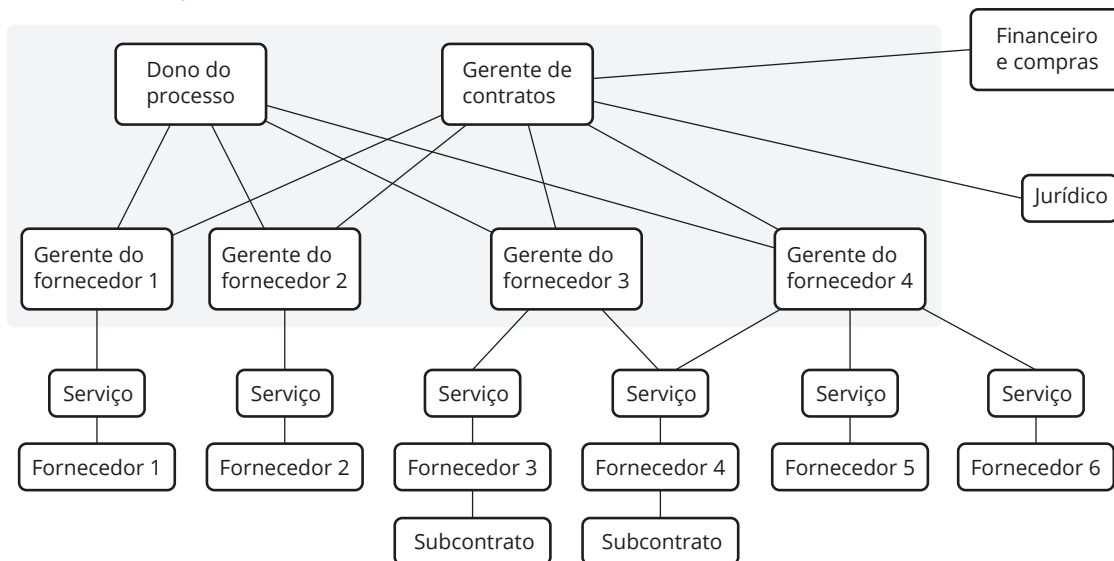 Financeiro
e compras
Dono do
processo
Gerente de
contratos
Jurídico
Gerente do
fornecedor 1
Gerente do
fornecedor 2
Gerente do
fornecedor 3
Gerente do
fornecedor 4
Serviço
Serviço
Serviço
Serviço
Serviço
Serviço
Fornecedor 1
Fornecedor 2
Fornecedor 3
Fornecedor 4
Fornecedor 5
Fornecedor 6
Subcontrato
Subcontrato